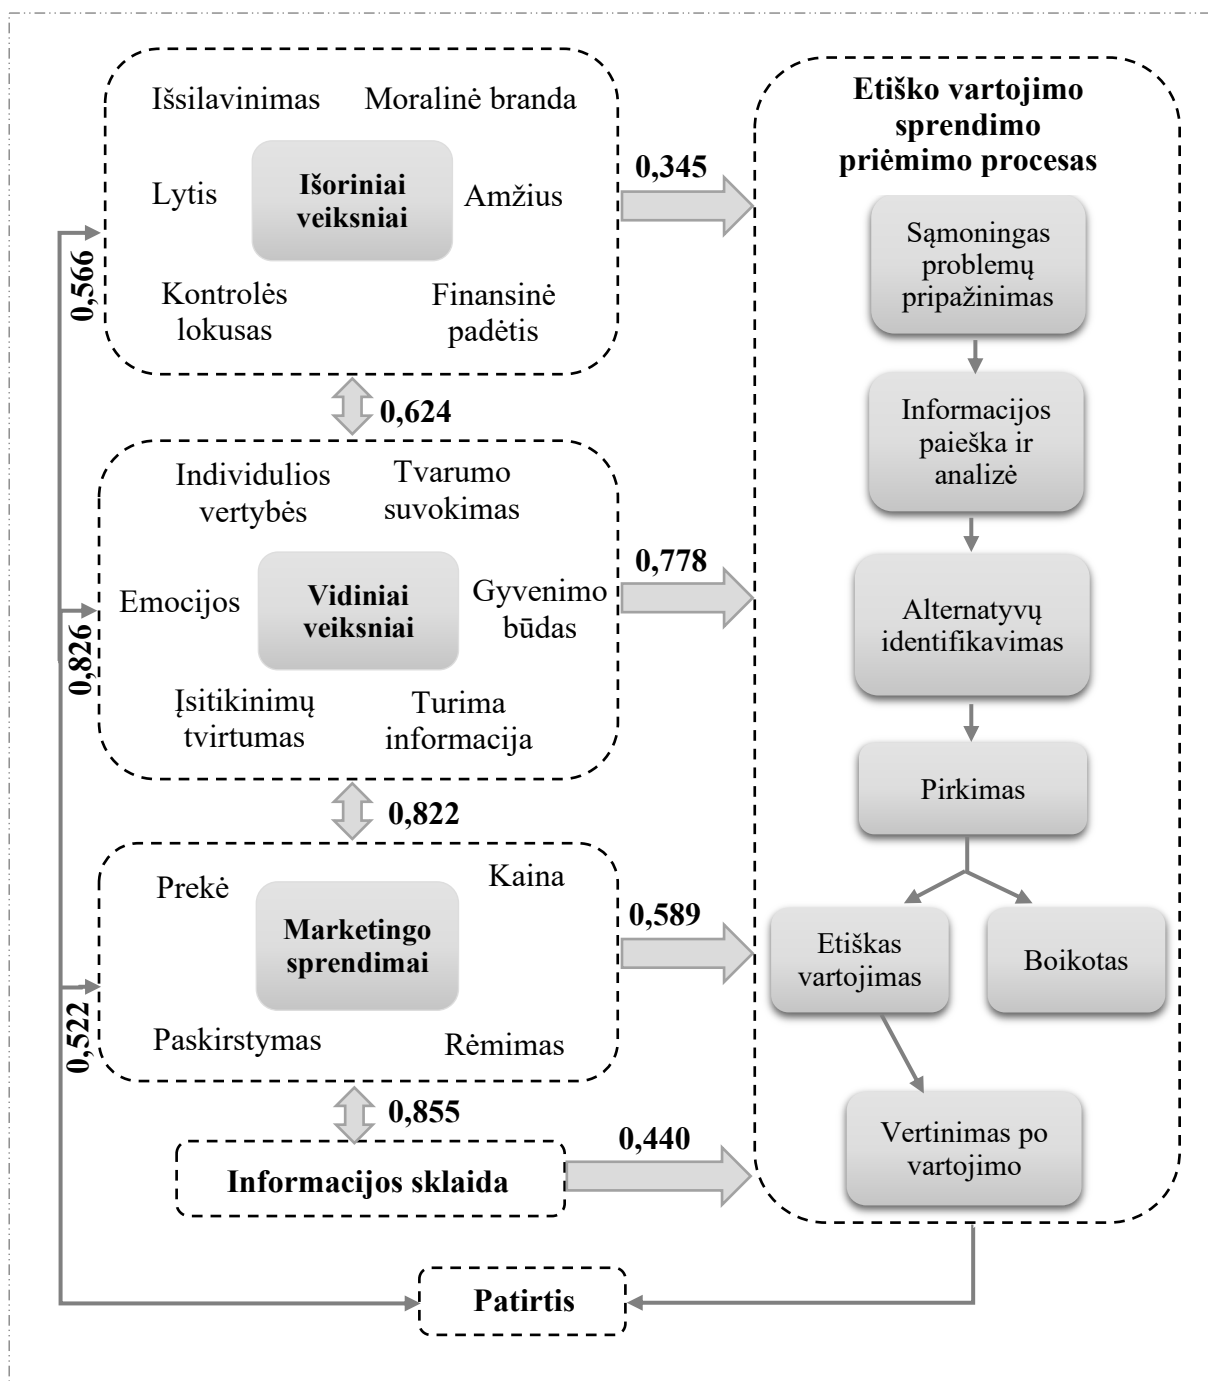 Išsilavinimas
Moralinė branda
Lytis
Išoriniai
veiksniai
Amžius
Kontrolės
lokusas
Finansinė
padėtis
0,566
0,345
0,624
Individulios
vertybės
Tvarumo
suvokimas
Emocijos
Vidiniai
veiksniai
Gyvenimo
būdas
Įsitikinimų
tvirtumas
Turima
informacija
0,826
0,778
0,822
Prekė
Kaina
Marketingo
sprendimai
Paskirstymas
Rėmimas
0,522
0,589
0,855
Informacijos sklaida
0,440
Etiško vartojimo
sprendimo
priėmimo procesas
Sąmoningas
problemų
pripažinimas
Informacijos
paieška ir
analizė
Alternatyvų
identifikavimas
Pirkimas
Etiškas
vartojimas
Boikotas
Vertinimas po
vartojimo
Patirtis